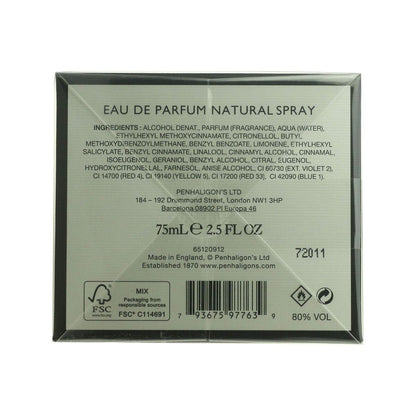 EAU DE PARFUM NATURAL SPRAY
INGREDIENTS : ALCOHOL DENAT., PARFUM (FRAGRANCE), AQUA (WATER),
ETHYLHEXYL METHOXYCINNAMATE, CITRONELLOL, BUTYL
METHOXYDIBENZOYLMETHANE, BENZYL BENZOATE, LIMONENE, ETHYLHEXYL
SALICYLATE, BENZYL CINNAMATE, LINALOOL, CINNAMYL ALCOHOL, CINNAMAL,
ISOEUGENOL, GERANIOL, BENZYL ALCOHOL, CITRAL, EUGENOL,
HYDROXYCITRONELLAL, FARNESOL, AMYL CINNAMAL, CI 60730 (EXT. VIOLET 2),
CI 14700 (RED 4), CI 19140 (YELLOW 5), CI 17200 (RED 33), CI 42090 (BLUE 1).
PENHALIGON'S LTD
184 – 192 Drummond Street, London NW1 3HP
Barcelona 08902 Pl Europa 46
75mL ℮ 2.5 FL OZ
65120912
Made in England, © Penhaligon's Ltd
Established 1870 www.penhaligons.com
72011
FSC
www.fsc.org
MIX
Packaging from
responsible sources
FSC® C114691
7 93675 97763 9
80% VOL